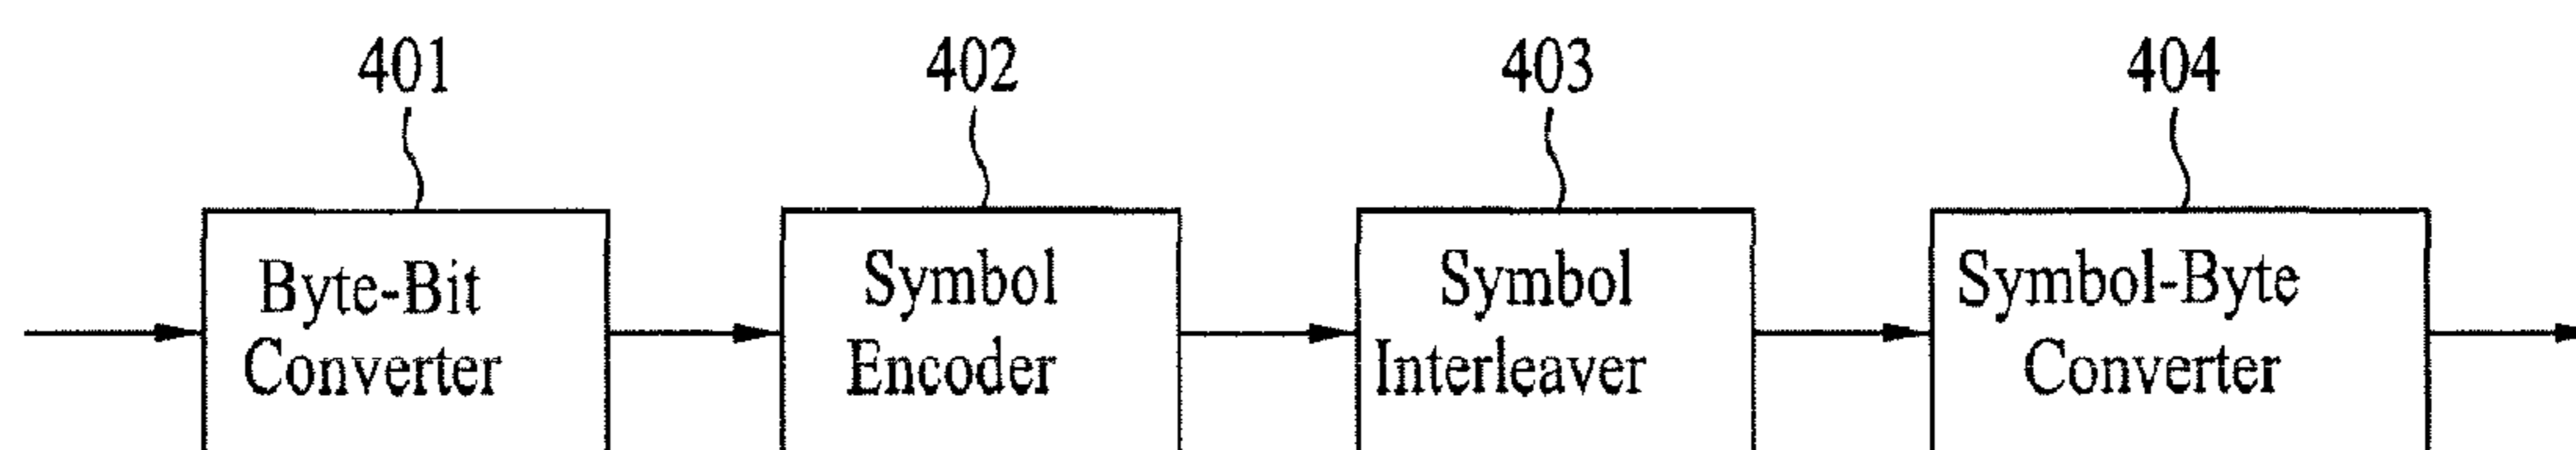 401
402
403
404
Byte-Bit
Converter
Symbol
Encoder
Symbol
Interleaver
Symbol-Byte
Converter